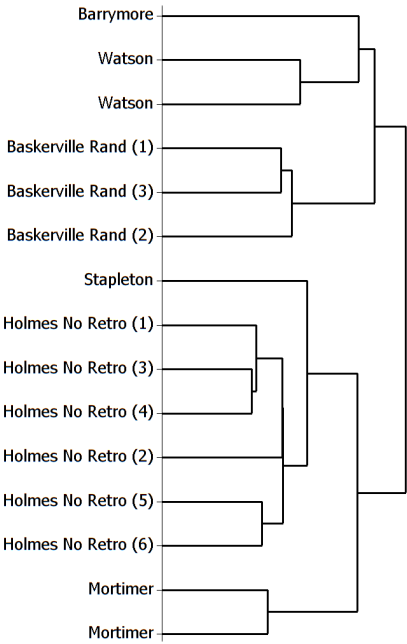 Barrymore
Watson
Watson
Baskerville Rand (1)
Baskerville Rand (3)
Baskerville Rand (2)
Stapleton
Holmes No Retro (1)
Holmes No Retro (3)
Holmes No Retro (4)
Holmes No Retro (2)
Holmes No Retro (5)
Holmes No Retro (6)
Mortimer
Mortimer